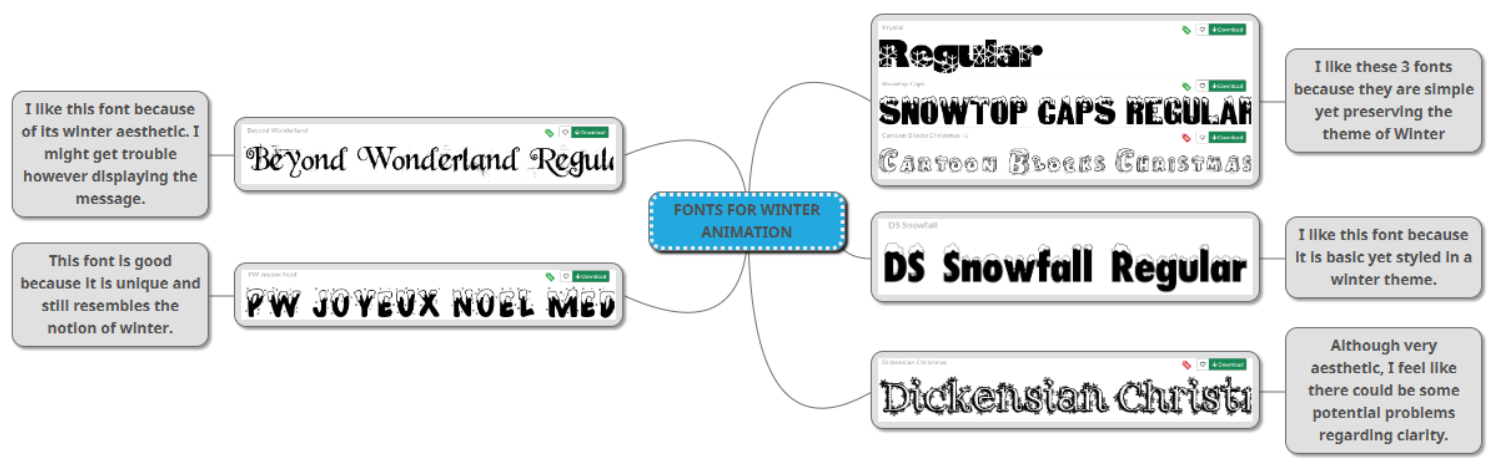 FONTS FOR WINTER
ANIMATION
I like this font because
of its winter aesthetic. I
might get trouble
however displaying the
message.
Beyond Wonderland
Download
Beyond Wonderland Regul
This font is good
because it is unique and
still resembles the
notion of winter.
PW Joyeux Noel
Download
PW JOYEUX NOEL MED
Krystal
Download
Regular
Snowtop Caps
Download
SNOWTOP CAPS REGULAR
Cartoon Blocks Christmas
Download
CARTOON BLOCKS CHRISTMAS
I like these 3 fonts
because they are simple
yet preserving the
theme of Winter
DS Snowfall
DS Snowfall Regular
I like this font because
it is basic yet styled in a
winter theme.
Dickensian Christmas
Download
Dickensian Christ
Although very
aesthetic, I feel like
there could be some
potential problems
regarding clarity.